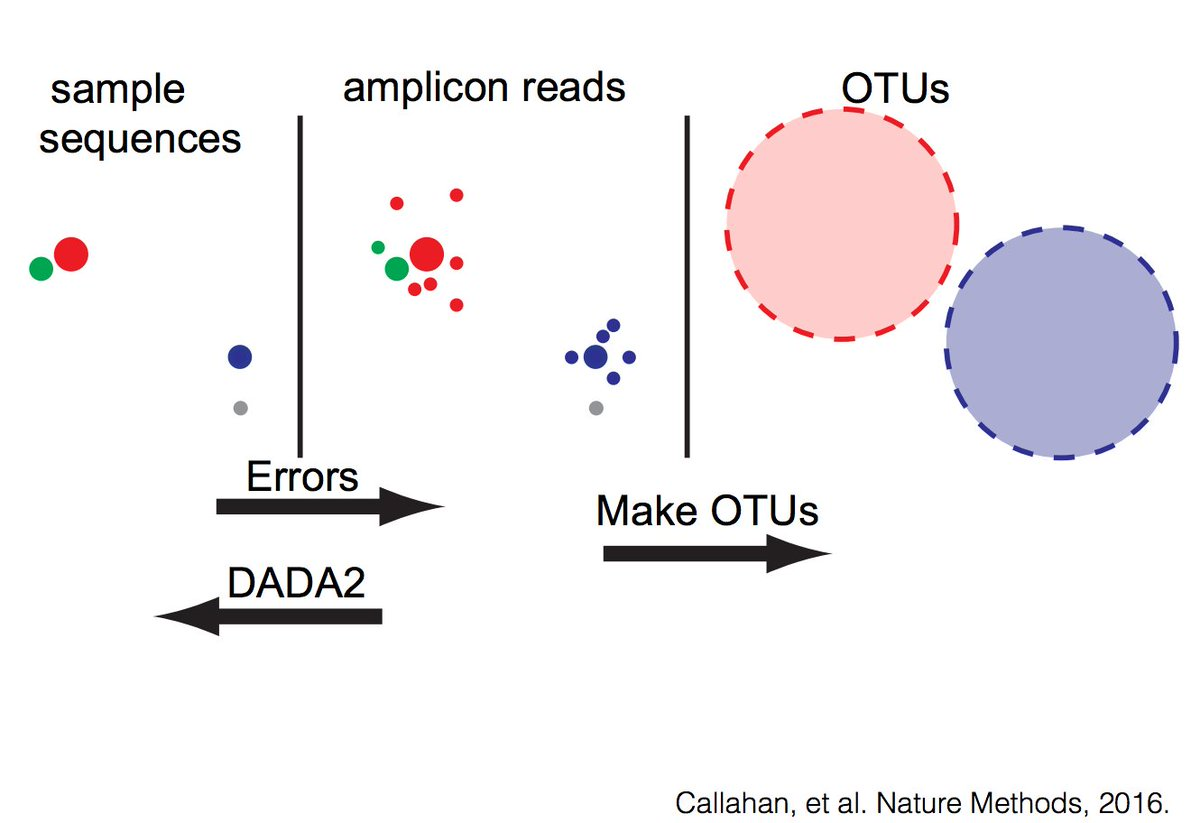 sample
sequences
amplicon reads
OTUs
Errors
Make OTUs
DADA2
Callahan, et al. Nature Methods, 2016.